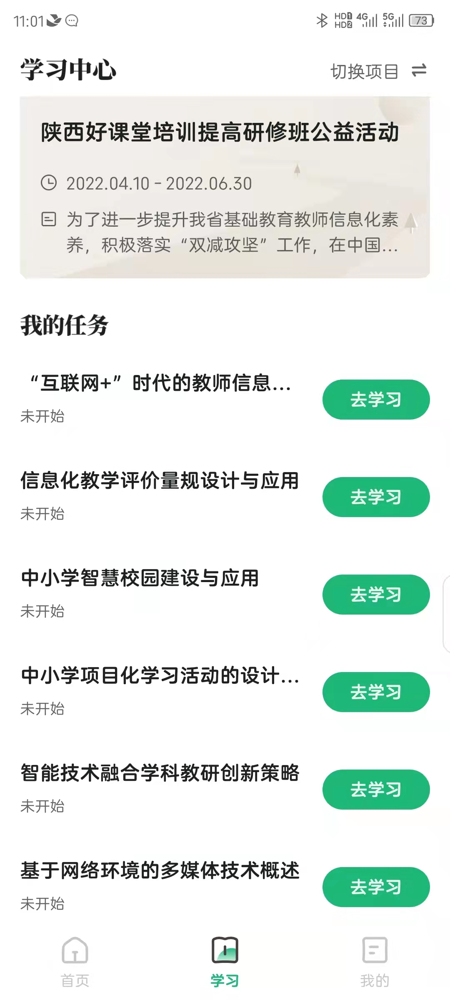 11:01
HD1 HD2 4G 5G 73
学习中心
切换项目
陕西好课堂培训提高研修班公益活动
2022.04.10 - 2022.06.30
为了进一步提升我省基础教育教师信息化素
养，积极落实“双减攻坚”工作，在中国...
我的任务
“互联网+”时代的教师信息...
未开始
去学习
信息化教学评价量规设计与应用
未开始
去学习
中小学智慧校园建设与应用
未开始
去学习
中小学项目化学习活动的设计...
未开始
去学习
智能技术融合学科教研创新策略
未开始
去学习
基于网络环境的多媒体技术概述
未开始
去学习
首页
学习
我的